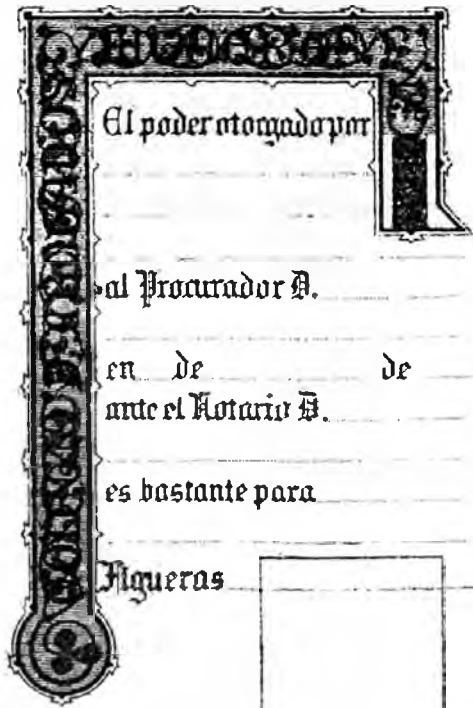 El poder otorgado por
al Procurador D.
en de de
ante el Notario D.
es bastante para
Figueras